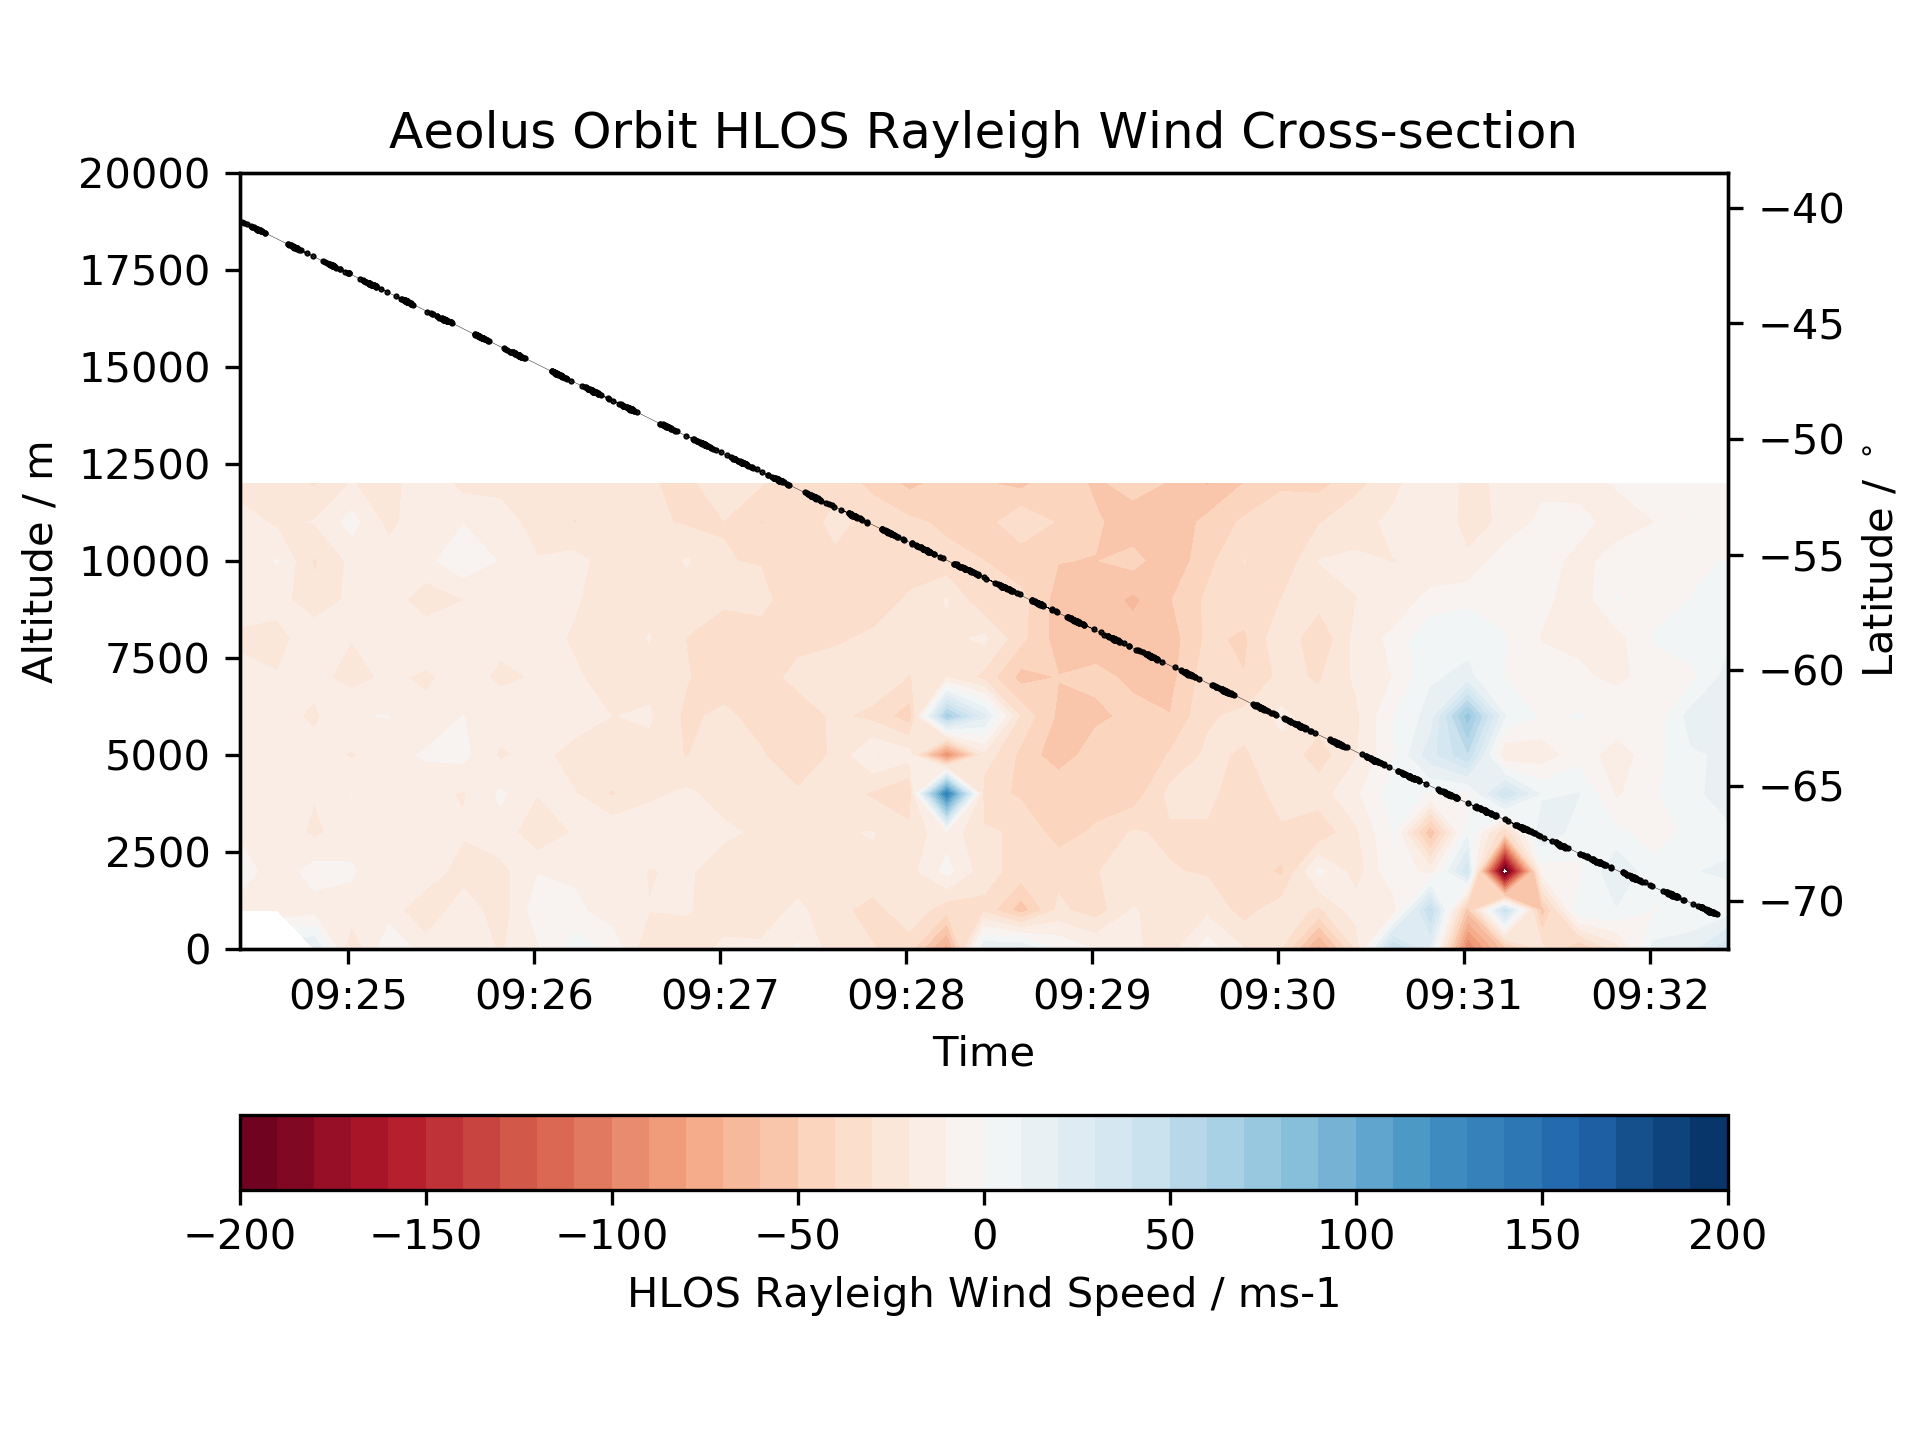 Aeolus Orbit HLOS Rayleigh Wind Cross-section
20000
17500
15000
12500
10000
7500
5000
2500
0
Altitude / m
−40
−45
−50
−55
−60
−65
−70
Latitude / °
09:25 09:26 09:27 09:28 09:29 09:30 09:31 09:32
Time
−200 −150 −100 −50 0 50 100 150 200
HLOS Rayleigh Wind Speed / ms-1